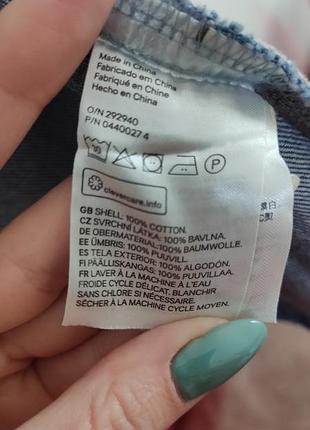 Made in China
Fabricado em China
Fabriqué en Chine
Hecho en China
O/N 292940
P/N 0440027 4
P
clevercare.info
GB SHELL: 100% COTTON.
CZ SVRCHNÍ LÁTKA: 100% BAVLNA.
DE OBERMATERIAL: 100% BAUMWOLLE.
EE ÜMBRIS: 100% PUUVILL.
ES TELA EXTERIOR: 100% ALGODÓN.
FI PÄÄLLISKANGAS: 100% PUUVILLAA.
FR LAVER À LA MACHINE À
FROIDE CYCLE DÉLICAT. BLANCHIR
SANS CHLORE SI NÉCESSAIRE.
SÉCHER À LA MACHINE CYCLE MOYEN.